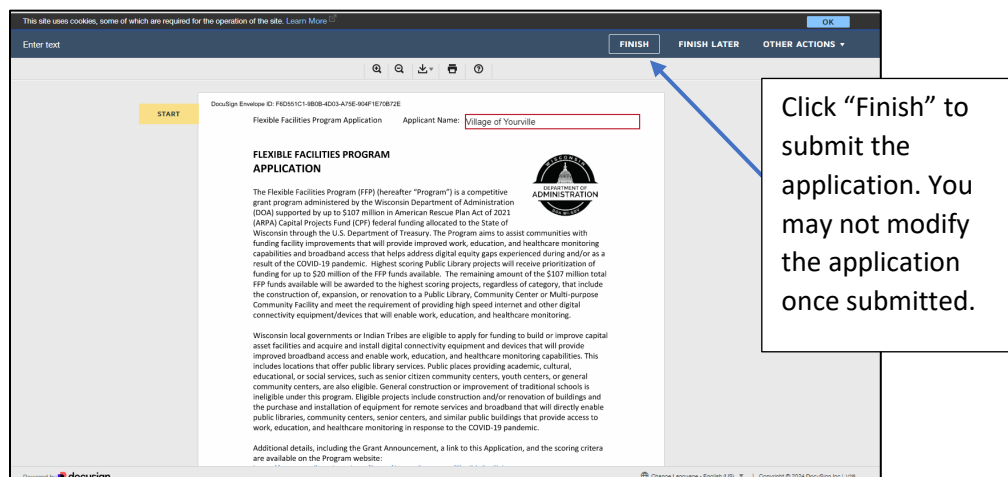 This site uses cookies, some of which are required for the operation of the site. Learn More
OK
Enter text
FINISH
FINISH LATER
OTHER ACTIONS
START
DocuSign Envelope ID: F6D551C1-9B0B-4D03-A75E-904F1E70B72E
Flexible Facilities Program Application Applicant Name: Village of Yourville
FLEXIBLE FACILITIES PROGRAM
APPLICATION
WISCONSIN
DEPARTMENT OF
ADMINISTRATION
The Flexible Facilities Program (FFP) (hereafter “Program”) is a competitive
grant program administered by the Wisconsin Department of Administration
(DOA) supported by up to $107 million in American Rescue Plan Act of 2021
(ARPA) Capital Projects Fund (CPF) federal funding allocated to the State of
Wisconsin through the U.S. Department of Treasury. The Program aims to assist communities with
funding facility improvements that will provide improved work, education, and healthcare monitoring
capabilities and broadband access that helps address digital equity gaps experienced during and/or as a
result of the COVID-19 pandemic. Highest scoring Public Library projects will receive prioritization of
funding for up to $20 million of the FFP funds available. The remaining amount of the $107 million total
FFP funds available will be awarded to the highest scoring projects, regardless of category, that include
the construction of, expansion, or renovation to a Public Library, Community Center or Multi-purpose
Community Facility and meet the requirement of providing high speed internet and other digital
connectivity equipment/devices that will enable work, education, and healthcare monitoring.
Wisconsin local governments or Indian Tribes are eligible to apply for funding to build or improve capital
asset facilities and acquire and install digital connectivity equipment and devices that will provide
improved broadband access and enable work, education, and healthcare monitoring capabilities. This
includes locations that offer public library services. Public places providing academic, cultural,
educational, or social services, such as senior citizen community centers, youth centers, or general
community centers, are also eligible. General construction or improvement of traditional schools is
ineligible under this program. Eligible projects include construction and/or renovation of buildings and
the purchase and installation of equipment for remote services and broadband that will directly enable
public libraries, community centers, senior centers, and similar public buildings that provide access to
work, education, and healthcare monitoring in response to the COVID-19 pandemic.
Additional details, including the Grant Announcement, a link to this Application, and the scoring critera
are available on the Program website:
Powered by docusign
Change Language - English (US)
Copyright © 2024 DocuSign Inc.
Click “Finish” to
submit the
application. You
may not modify
the application
once submitted.